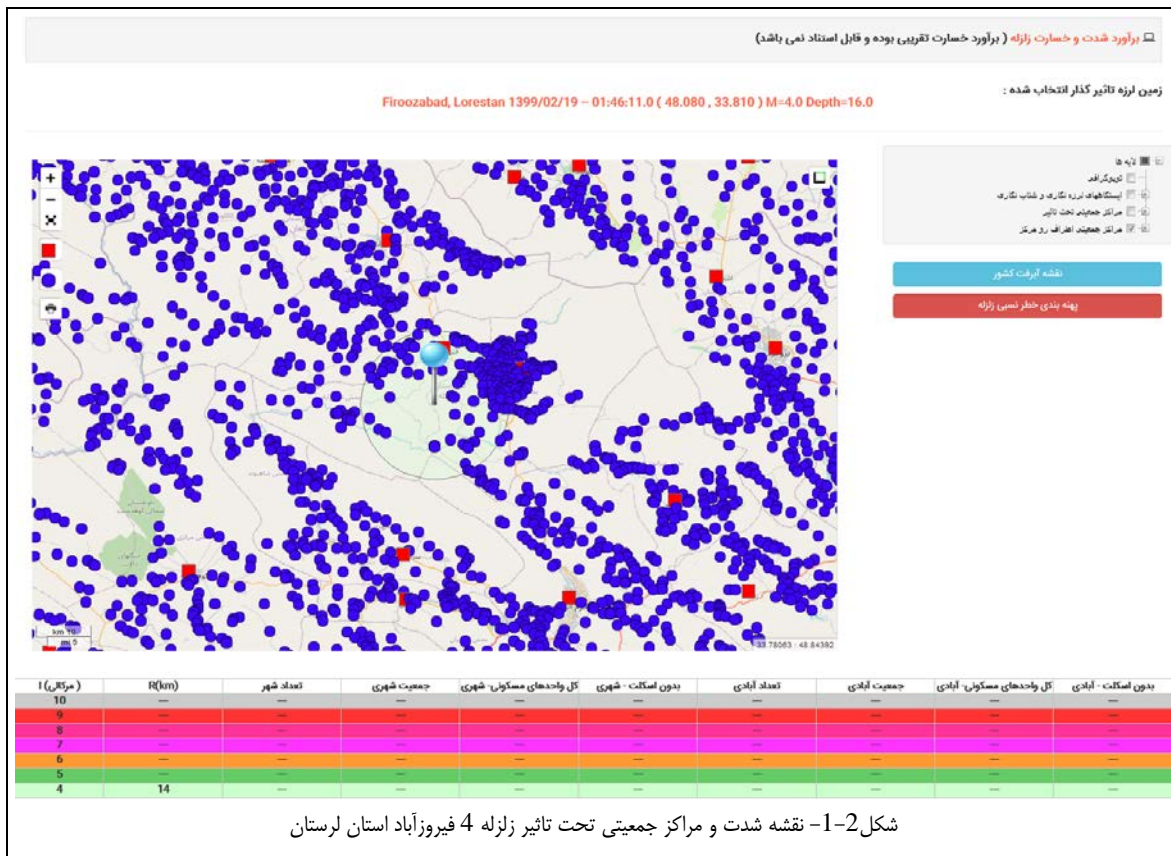 برآورد شدت و خسارت زلزله ( برآورد خسارت تقریبی بوده و قابل استناد نمی باشد)
زمین لرزه تاثیر گذار انتخاب شده :
Firoozabad, Lorestan 1399/02/19 – 01:46:11.0 ( 48.080 , 33.810 ) M=4.0 Depth=16.0
لایه ها
توپوگرافی
ایستگاههای لرزه نگاری و شتاب نگاری
مراکز جمعیتی تحت تاثیر
مراکز جمعیتی اطراف رو مرکز
نقشه آبرفت کشور
پهنه بندی خطر نسبی زلزله
+
−
km 10
mi 5
33.78063 : 48.84382
I (مرکالی) R(km) تعداد شهر جمعیت شهری کل واحدهای مسکونی- شهری بدون اسکلت - شهری تعداد آبادی جمعیت آبادی کل واحدهای مسکونی- آبادی بدون اسکلت - آبادی
10 --- --- --- --- --- --- --- --- ---
9 --- --- --- --- --- --- --- --- ---
8 --- --- --- --- --- --- --- --- ---
7 --- --- --- --- --- --- --- --- ---
6 --- --- --- --- --- --- --- --- ---
5 --- --- --- --- --- --- --- --- ---
4 14 --- --- --- --- --- --- --- ---
شکل2-1- نقشه شدت و مراکز جمعیتی تحت تاثیر زلزله 4 فیروزآباد استان لرستان